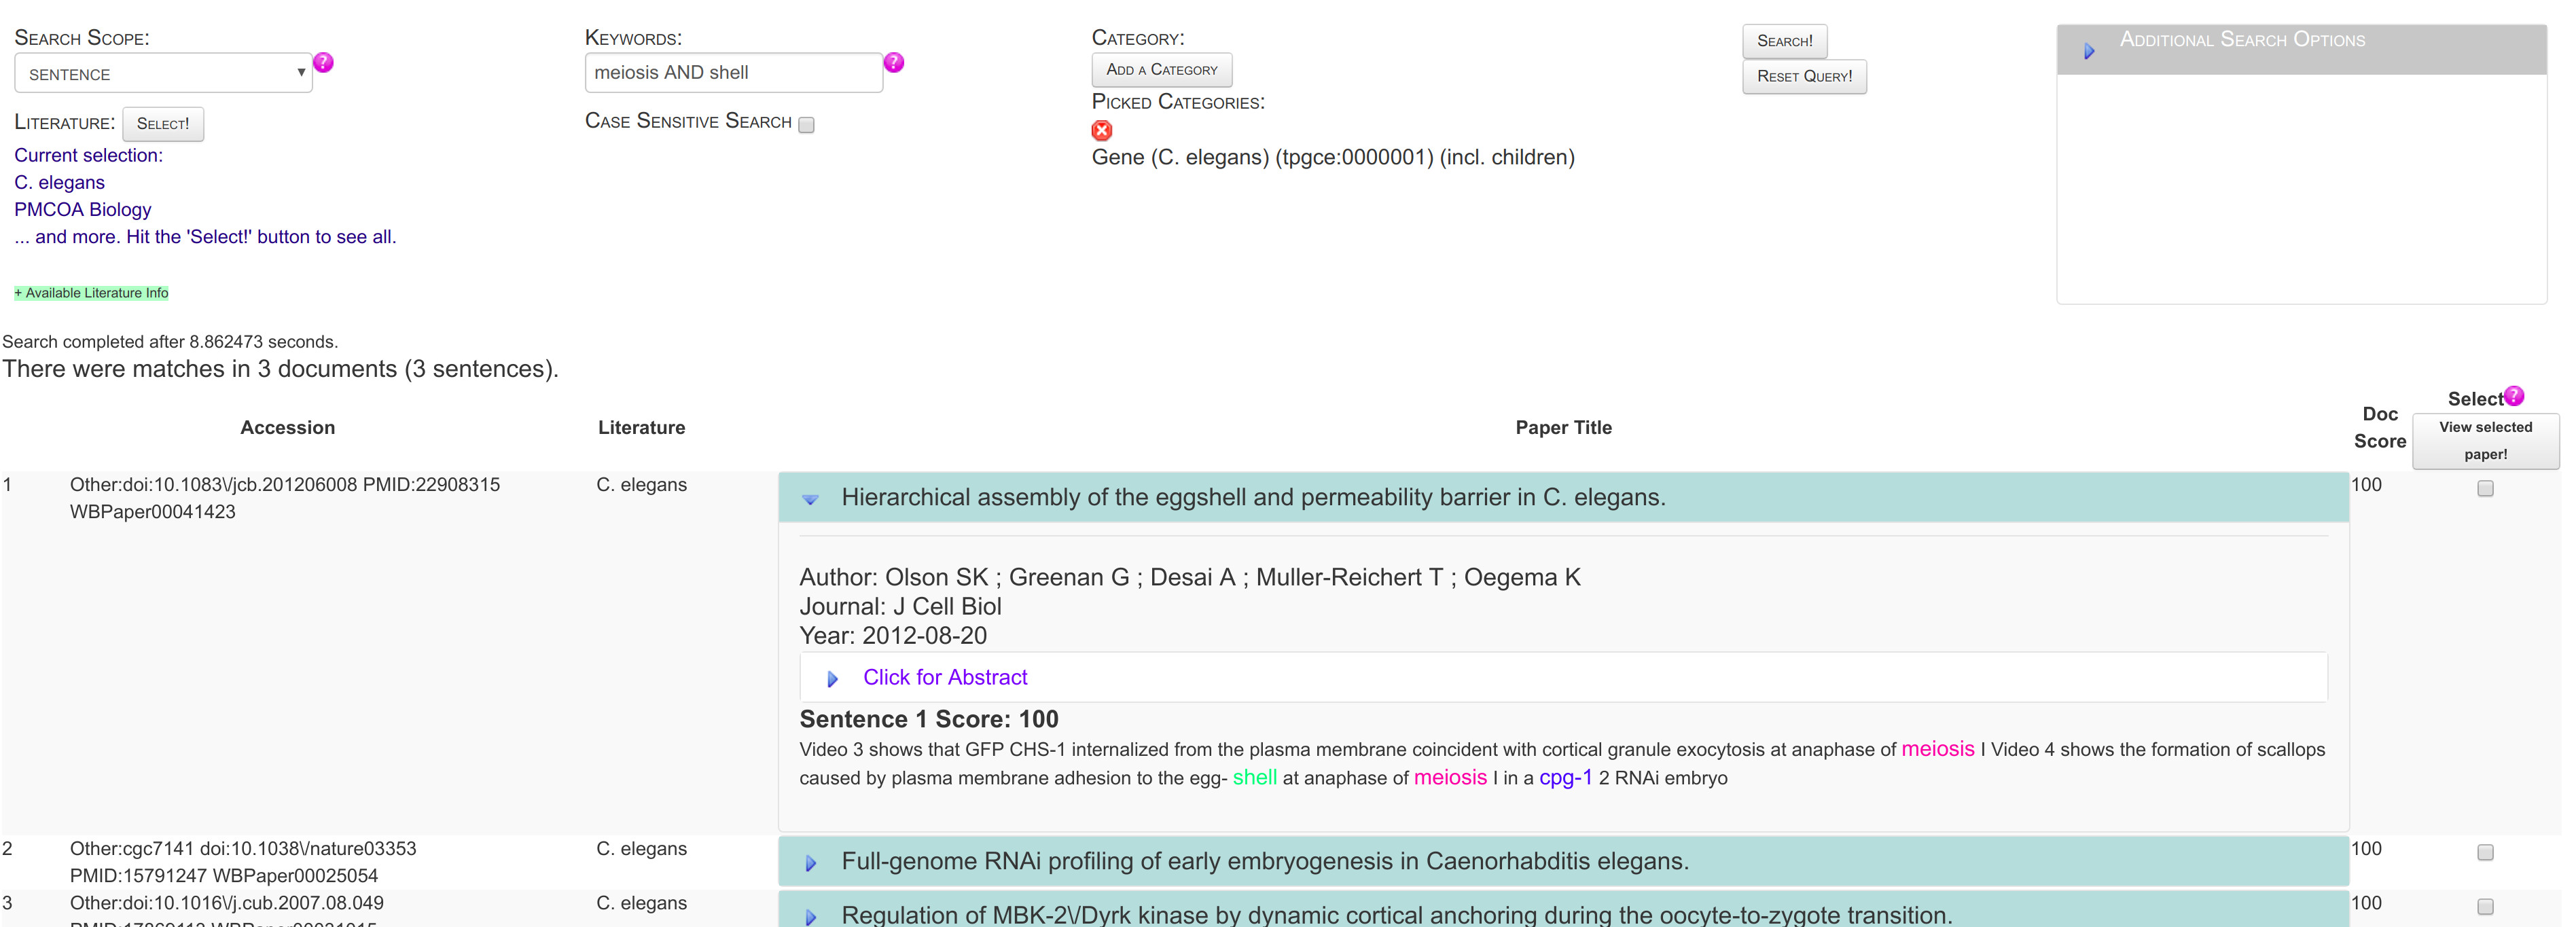 Search Scope:
SENTENCE
Literature: Select!
Current selection:
C. elegans
PMCOA Biology
... and more. Hit the 'Select!' button to see all.
+ Available Literature Info
Keywords:
meiosis AND shell
Case Sensitive Search
Category:
Add a Category
Picked Categories:
Gene (C. elegans) (tpgce:0000001) (incl. children)
Search!
Reset Query!
Additional Search Options
Search completed after 8.862473 seconds.
There were matches in 3 documents (3 sentences).
Accession Literature Paper Title Doc Score Select View selected paper!
1 Other:doi:10.1083\/jcb.201206008 PMID:22908315 C. elegans Hierarchical assembly of the eggshell and permeability barrier in C. elegans. 100
WBPaper00041423
Author: Olson SK ; Greenan G ; Desai A ; Muller-Reichert T ; Oegema K
Journal: J Cell Biol
Year: 2012-08-20
Click for Abstract
Sentence 1 Score: 100
Video 3 shows that GFP CHS-1 internalized from the plasma membrane coincident with cortical granule exocytosis at anaphase of meiosis I Video 4 shows the formation of scallops
caused by plasma membrane adhesion to the egg- shell at anaphase of meiosis I in a cpg-1 2 RNAi embryo
2 Other:cgc7141 doi:10.1038\/nature03353 C. elegans Full-genome RNAi profiling of early embryogenesis in Caenorhabditis elegans. 100
PMID:15791247 WBPaper00025054
3 Other:doi:10.1016\/j.cub.2007.08.049 C. elegans Regulation of MBK-2\/Dyrk kinase by dynamic cortical anchoring during the oocyte-to-zygote transition. 100